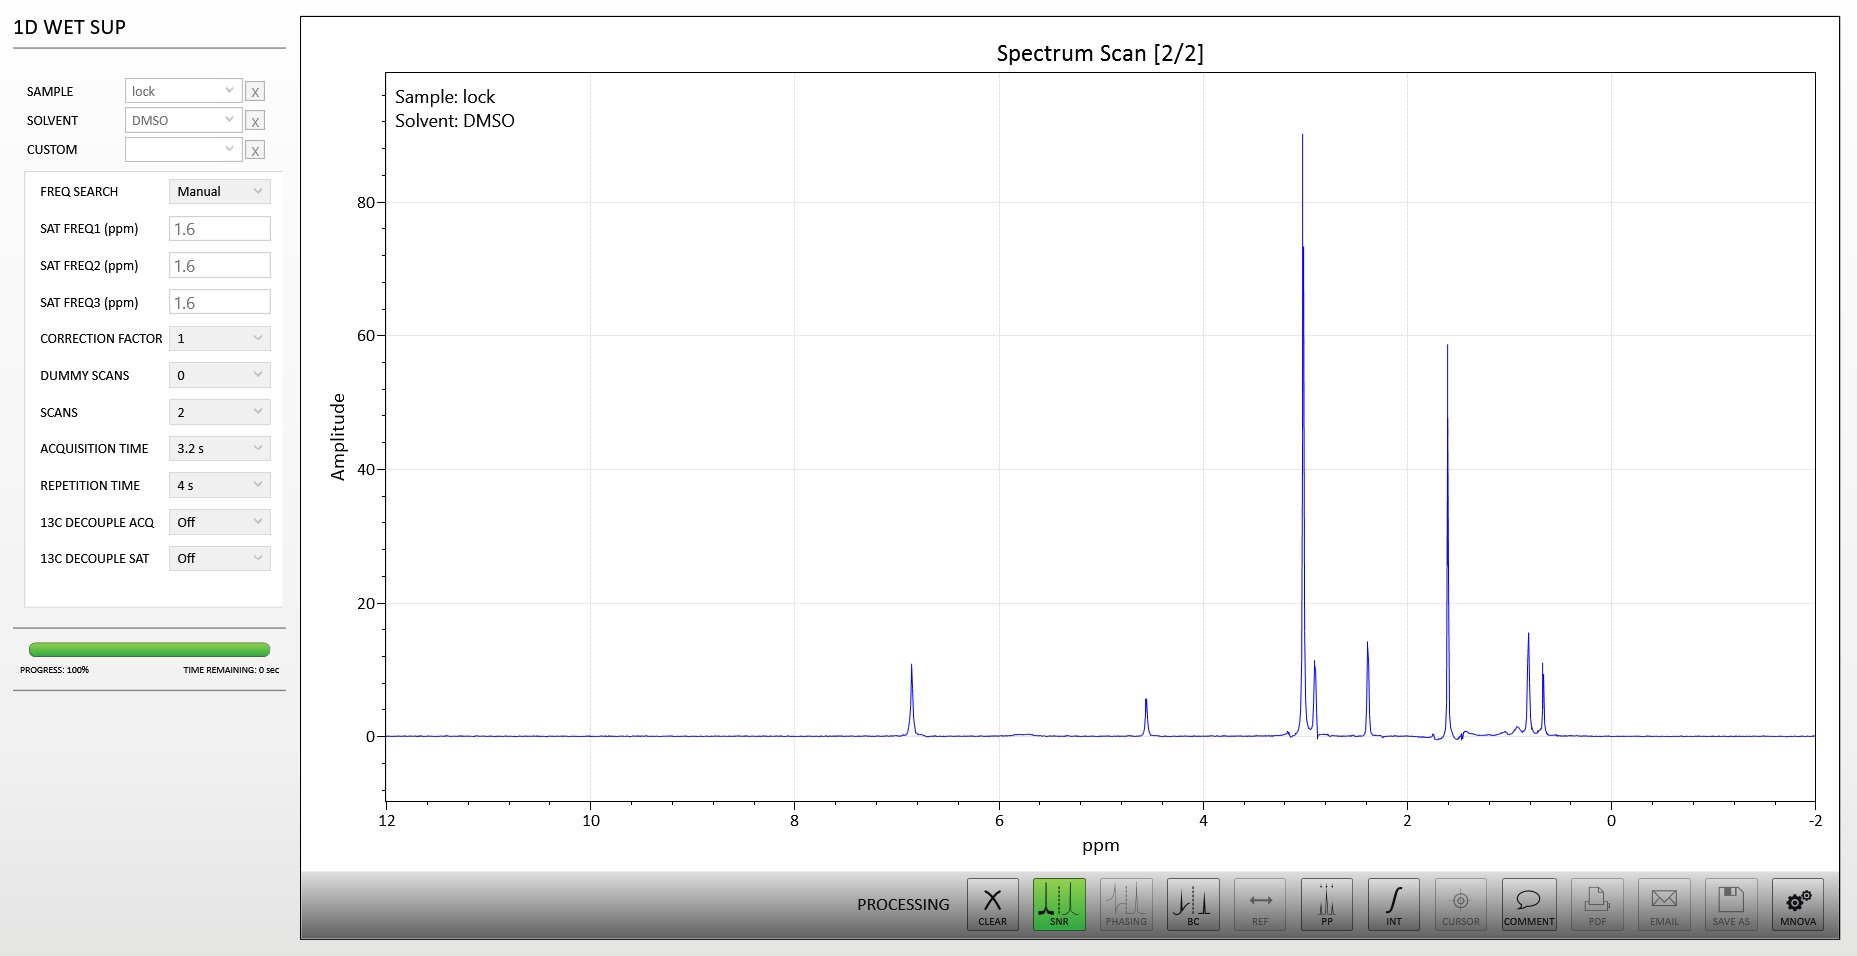 1D WET SUP
SAMPLE lock X
SOLVENT DMSO X
CUSTOM X
FREQ SEARCH Manual
SAT FREQ1 (ppm) 1.6
SAT FREQ2 (ppm) 1.6
SAT FREQ3 (ppm) 1.6
CORRECTION FACTOR 1
DUMMY SCANS 0
SCANS 2
ACQUISITION TIME 3.2 s
REPETITION TIME 4 s
13C DECOUPLE ACQ Off
13C DECOUPLE SAT Off
PROGRESS: 100% TIME REMAINING: 0 sec
Spectrum Scan [2/2]
Sample: lock
Solvent: DMSO
Amplitude
80
60
40
20
0
12 10 8 6 4 2 0 -2
ppm
PROCESSING
CLEAR SNR PHASING BC REF PP INT CURSOR COMMENT PDF EMAIL SAVE AS MNOVA